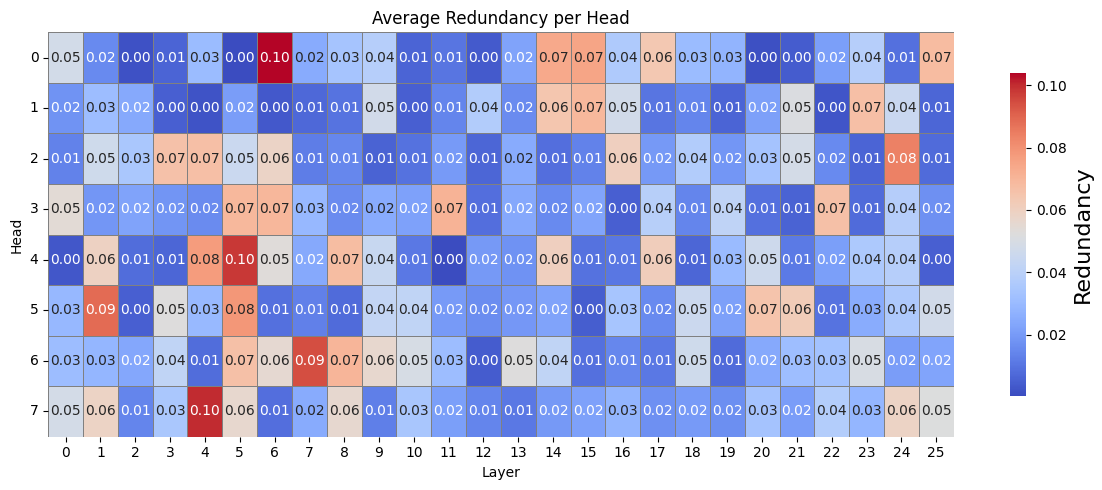 Average Redundancy per Head
0 0.05 0.02 0.00 0.01 0.03 0.00 0.10 0.02 0.03 0.04 0.01 0.01 0.00 0.02 0.07 0.07 0.04 0.06 0.03 0.03 0.00 0.00 0.02 0.04 0.01 0.07
1 0.02 0.03 0.02 0.00 0.00 0.02 0.00 0.01 0.01 0.05 0.00 0.01 0.04 0.02 0.06 0.07 0.05 0.01 0.01 0.01 0.02 0.05 0.00 0.07 0.04 0.01
2 0.01 0.05 0.03 0.07 0.07 0.05 0.06 0.01 0.01 0.01 0.01 0.02 0.01 0.02 0.01 0.01 0.06 0.02 0.04 0.02 0.03 0.05 0.02 0.01 0.08 0.01
3 0.05 0.02 0.02 0.02 0.02 0.07 0.07 0.03 0.02 0.02 0.02 0.07 0.01 0.02 0.02 0.02 0.00 0.04 0.01 0.04 0.01 0.01 0.07 0.01 0.04 0.02
4 0.00 0.06 0.01 0.01 0.08 0.10 0.05 0.02 0.07 0.04 0.01 0.00 0.02 0.01 0.06 0.01 0.01 0.06 0.01 0.03 0.05 0.01 0.02 0.04 0.04 0.00
5 0.03 0.09 0.00 0.05 0.03 0.08 0.01 0.01 0.01 0.04 0.04 0.02 0.02 0.02 0.02 0.00 0.03 0.02 0.05 0.02 0.07 0.06 0.01 0.03 0.04 0.05
6 0.03 0.03 0.02 0.04 0.01 0.07 0.06 0.09 0.07 0.06 0.05 0.03 0.00 0.05 0.04 0.01 0.01 0.01 0.05 0.01 0.02 0.03 0.03 0.05 0.02 0.02
7 0.05 0.06 0.01 0.03 0.10 0.06 0.01 0.02 0.06 0.01 0.03 0.02 0.01 0.01 0.02 0.02 0.03 0.02 0.02 0.02 0.03 0.02 0.04 0.03 0.06 0.05
0 1 2 3 4 5 6 7 8 9 10 11 12 13 14 15 16 17 18 19 20 21 22 23 24 25
Layer
Head
0.10
0.08
0.06
0.04
0.02
Redundancy